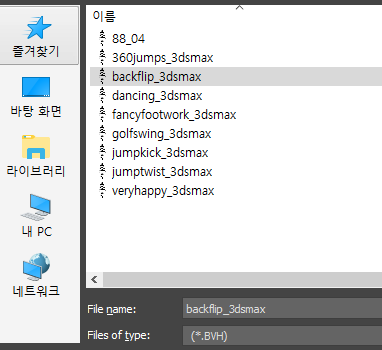 이름
즐겨찾기
바탕 화면
라이브러리
내 PC
네트워크
88_04
360jumps_3dsmax
backflip_3dsmax
dancing_3dsmax
fancyfootwork_3dsmax
golfswing_3dsmax
jumpkick_3dsmax
jumptwist_3dsmax
veryhappy_3dsmax
File name: backflip_3dsmax
Files of type: (*.BVH)